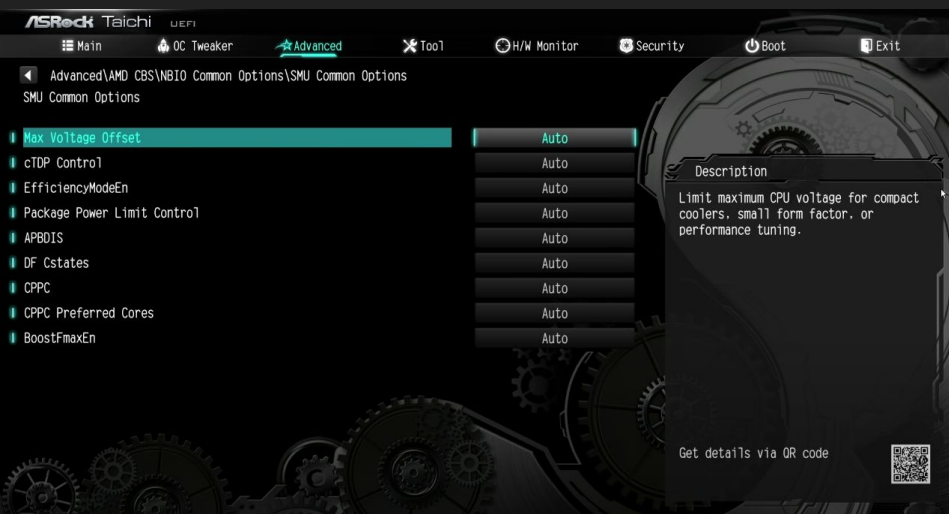 ASRock Taichi UEFI
Main OC Tweaker Advanced Tool H/W Monitor Security Boot Exit
Advanced\AMD CBS\NBIO Common Options\SMU Common Options
SMU Common Options
Max Voltage Offset Auto
cTDP Control Auto
EfficiencyModeEn Auto
Package Power Limit Control Auto
APBDIS Auto
DF Cstates Auto
CPPC Auto
CPPC Preferred Cores Auto
BoostFmaxEn Auto
Description
Limit maximum CPU voltage for compact
coolers, small form factor, or
performance tuning.
Get details via QR code